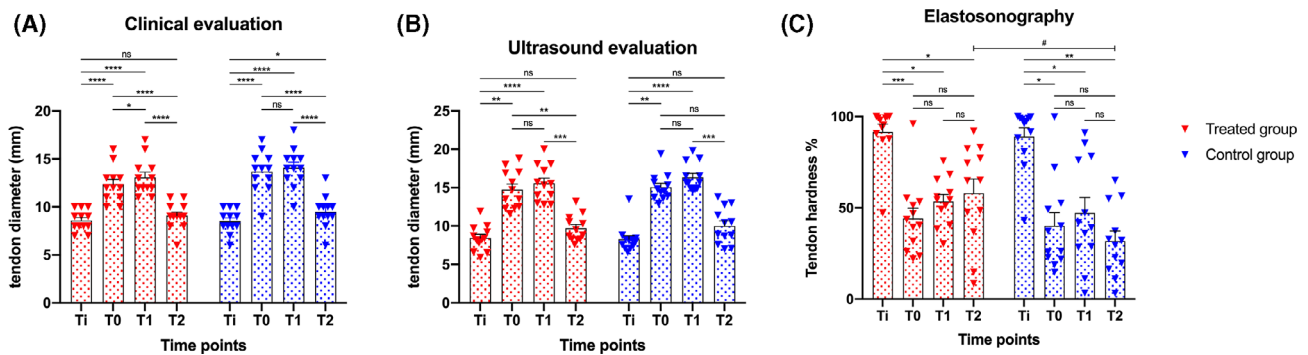 (A)
Clinical evaluation
ns
****
****
****
*
****
*
****
****
****
ns
****
tendon diameter (mm)
20
15
10
5
0
Ti T0 T1 T2 Ti T0 T1 T2
Time points
(B)
Ultrasound evaluation
ns
****
**
**
ns
***
ns
****
**
ns
ns
***
tendon diameter (mm)
25
20
15
10
5
0
Ti T0 T1 T2 Ti T0 T1 T2
Time points
(C)
Elastosonography
#
*
*
***
ns
ns
ns
**
*
*
ns
ns
ns
Tendon hardness %
100
50
0
Ti T0 T1 T2 Ti T0 T1 T2
Time points
Treated group
Control group